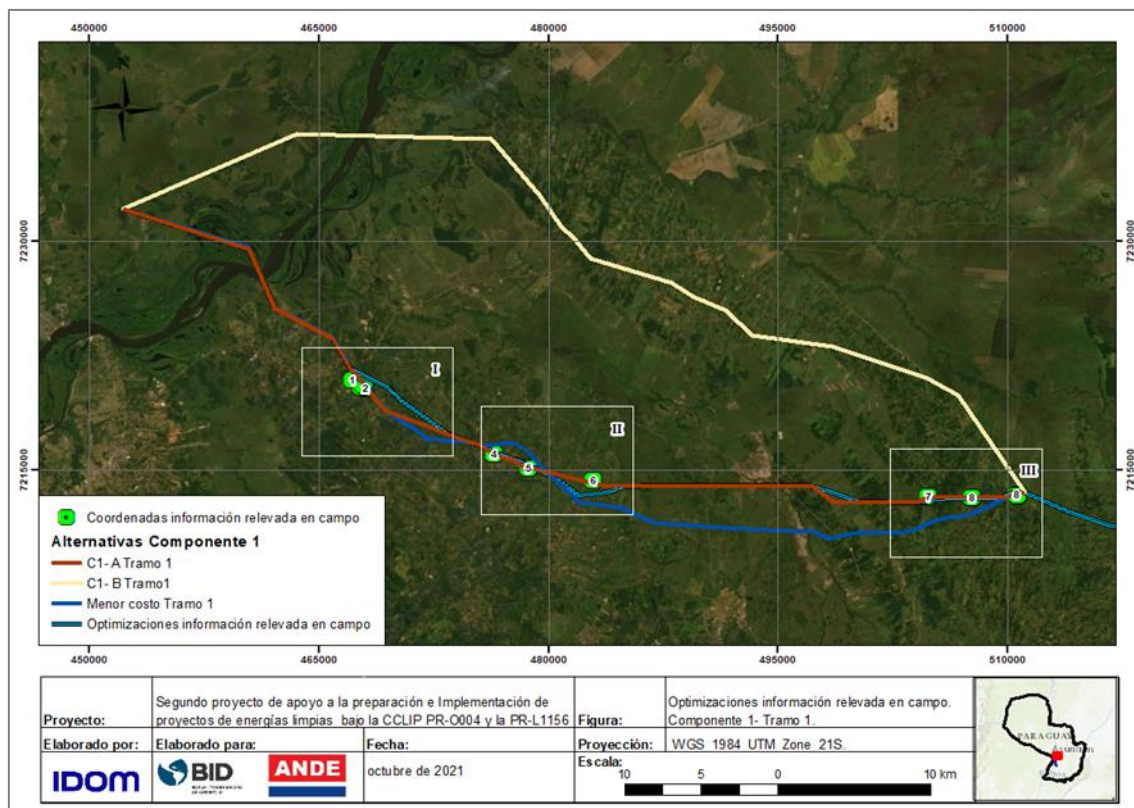 450000 465000 480000 495000 510000
N
7230000 7230000
I
1
2
II
4
5
6
III
7
8
8
7215000 7215000
Coordenadas información relevada en campo
Alternativas Componente 1
C1- A Tramo 1
C1- B Tramo1
Menor costo Tramo 1
Optimizaciones información relevada en campo
450000 465000 480000 495000 510000
Proyecto:
Segundo proyecto de apoyo a la preparación e Implementación de
proyectos de energías limpias bajo la CCLIP PR-O004 y la PR-L1156
Figura:
Optimizaciones información relevada en campo.
Componente 1- Tramo 1.
Elaborado por:
Elaborado para:
Fecha:
Proyección:
WGS 1984 UTM Zone 21S.
IDOM
BID
ANDE
octubre de 2021
Escala:
10 5 0 10 km
PARAGUAY